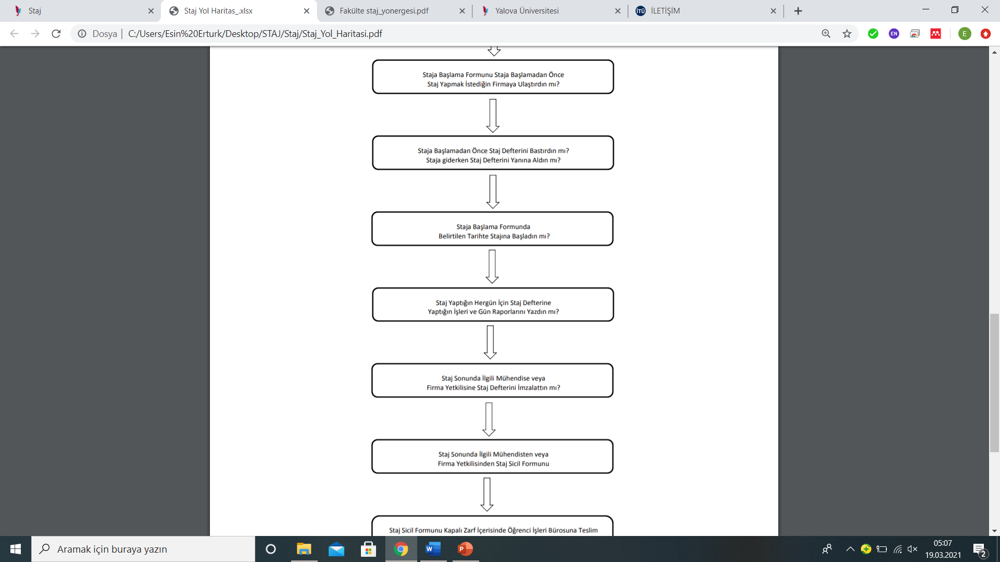 Staj
Staj Yol Haritas_.xlsx
Fakülte staj_yonergesi.pdf
Yalova Üniversitesi
İTÜ
İLETİŞİM
Dosya
C:/Users/Esin%20Erturk/Desktop/STAJ/Staj/Staj_Yol_Haritasi.pdf
EN
E
Staja Başlama Formunu Staja Başlamadan Önce
Staj Yapmak İstediğin Firmaya Ulaştırdın mı?
Staja Başlamadan Önce Staj Defterini Bastırdın mı?
Staja giderken Staj Defterini Yanına Aldın mı?
Staja Başlama Formunda
Belirtilen Tarihte Stajına Başladın mı?
Staj Yaptığın Hergün İçin Staj Defterine
Yaptığın İşleri ve Gün Raporlarını Yazdın mı?
Staj Sonunda İlgili Mühendise veya
Firma Yetkilisine Staj Defterini İmzalattın mı?
Staj Sonunda İlgili Mühendisten veya
Firma Yetkilisinden Staj Sicil Formunu
Staj Sicil Formunu Kapalı Zarf İçerisinde Öğrenci İşleri Bürosuna Teslim
Aramak için buraya yazın
W
P
05:07
19.03.2021
2